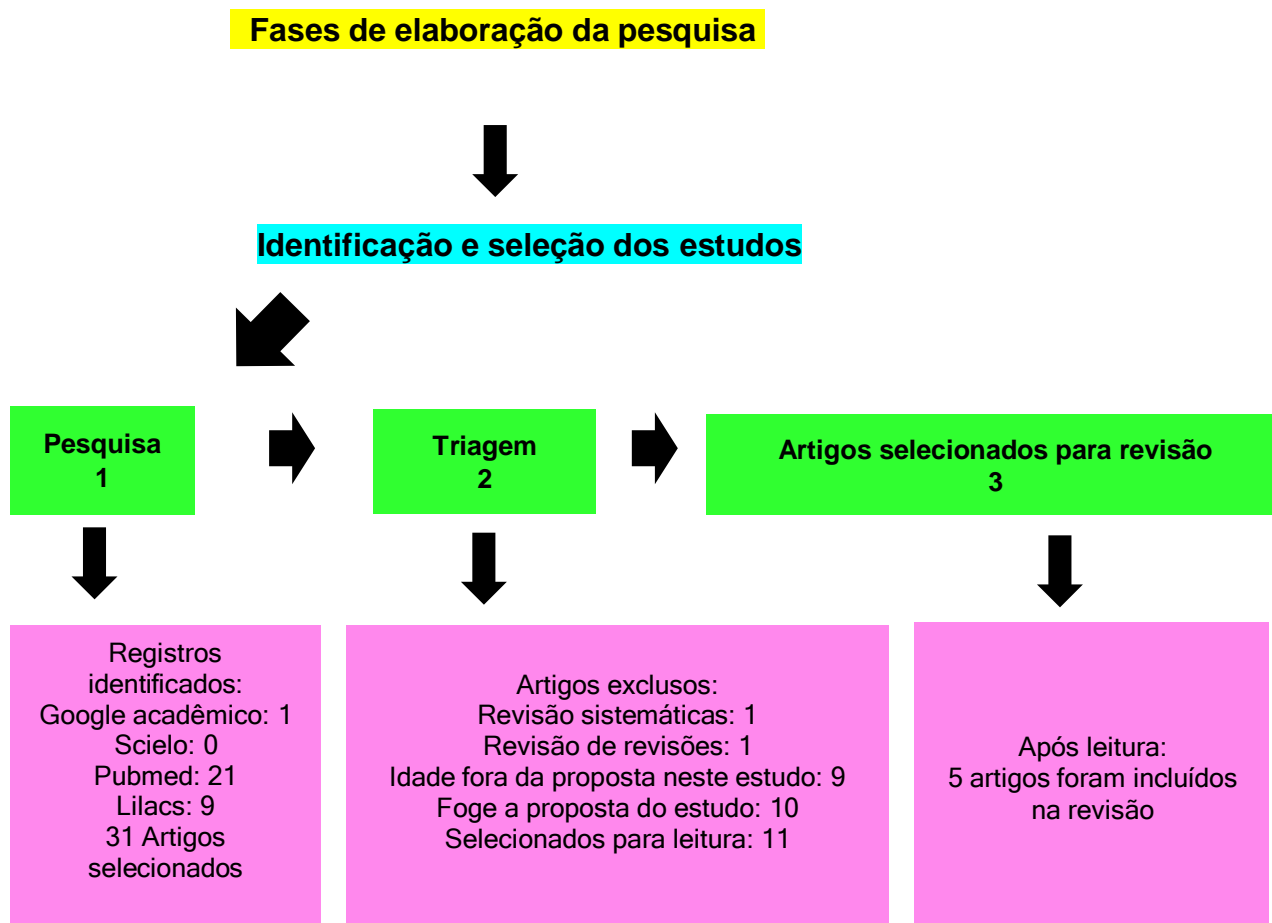 Fases de elaboração da pesquisa
Identificação e seleção dos estudos
Pesquisa
1
Triagem
2
Artigos selecionados para revisão
3
Registros
identificados:
Google acadêmico: 1
Scielo: 0
Pubmed: 21
Lilacs: 9
31 Artigos
selecionados
Artigos exclusos:
Revisão sistemáticas: 1
Revisão de revisões: 1
Idade fora da proposta neste estudo: 9
Foge a proposta do estudo: 10
Selecionados para leitura: 11
Após leitura:
5 artigos foram incluídos
na revisão